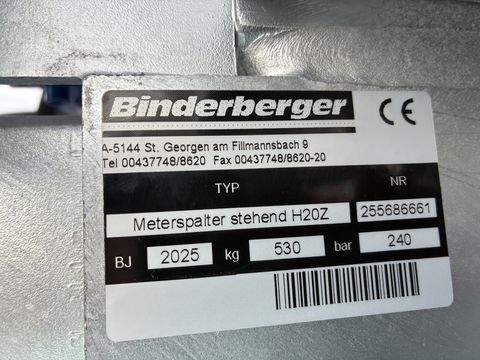 Binderberger CE
A-5144 St. Georgen am Fillmannsbach 9
Tel 00437748/8620 Fax 00437748/8620-20
TYP NR
Meterspalter stehend H20Z 255686661
BJ 2025 kg 530 bar 240